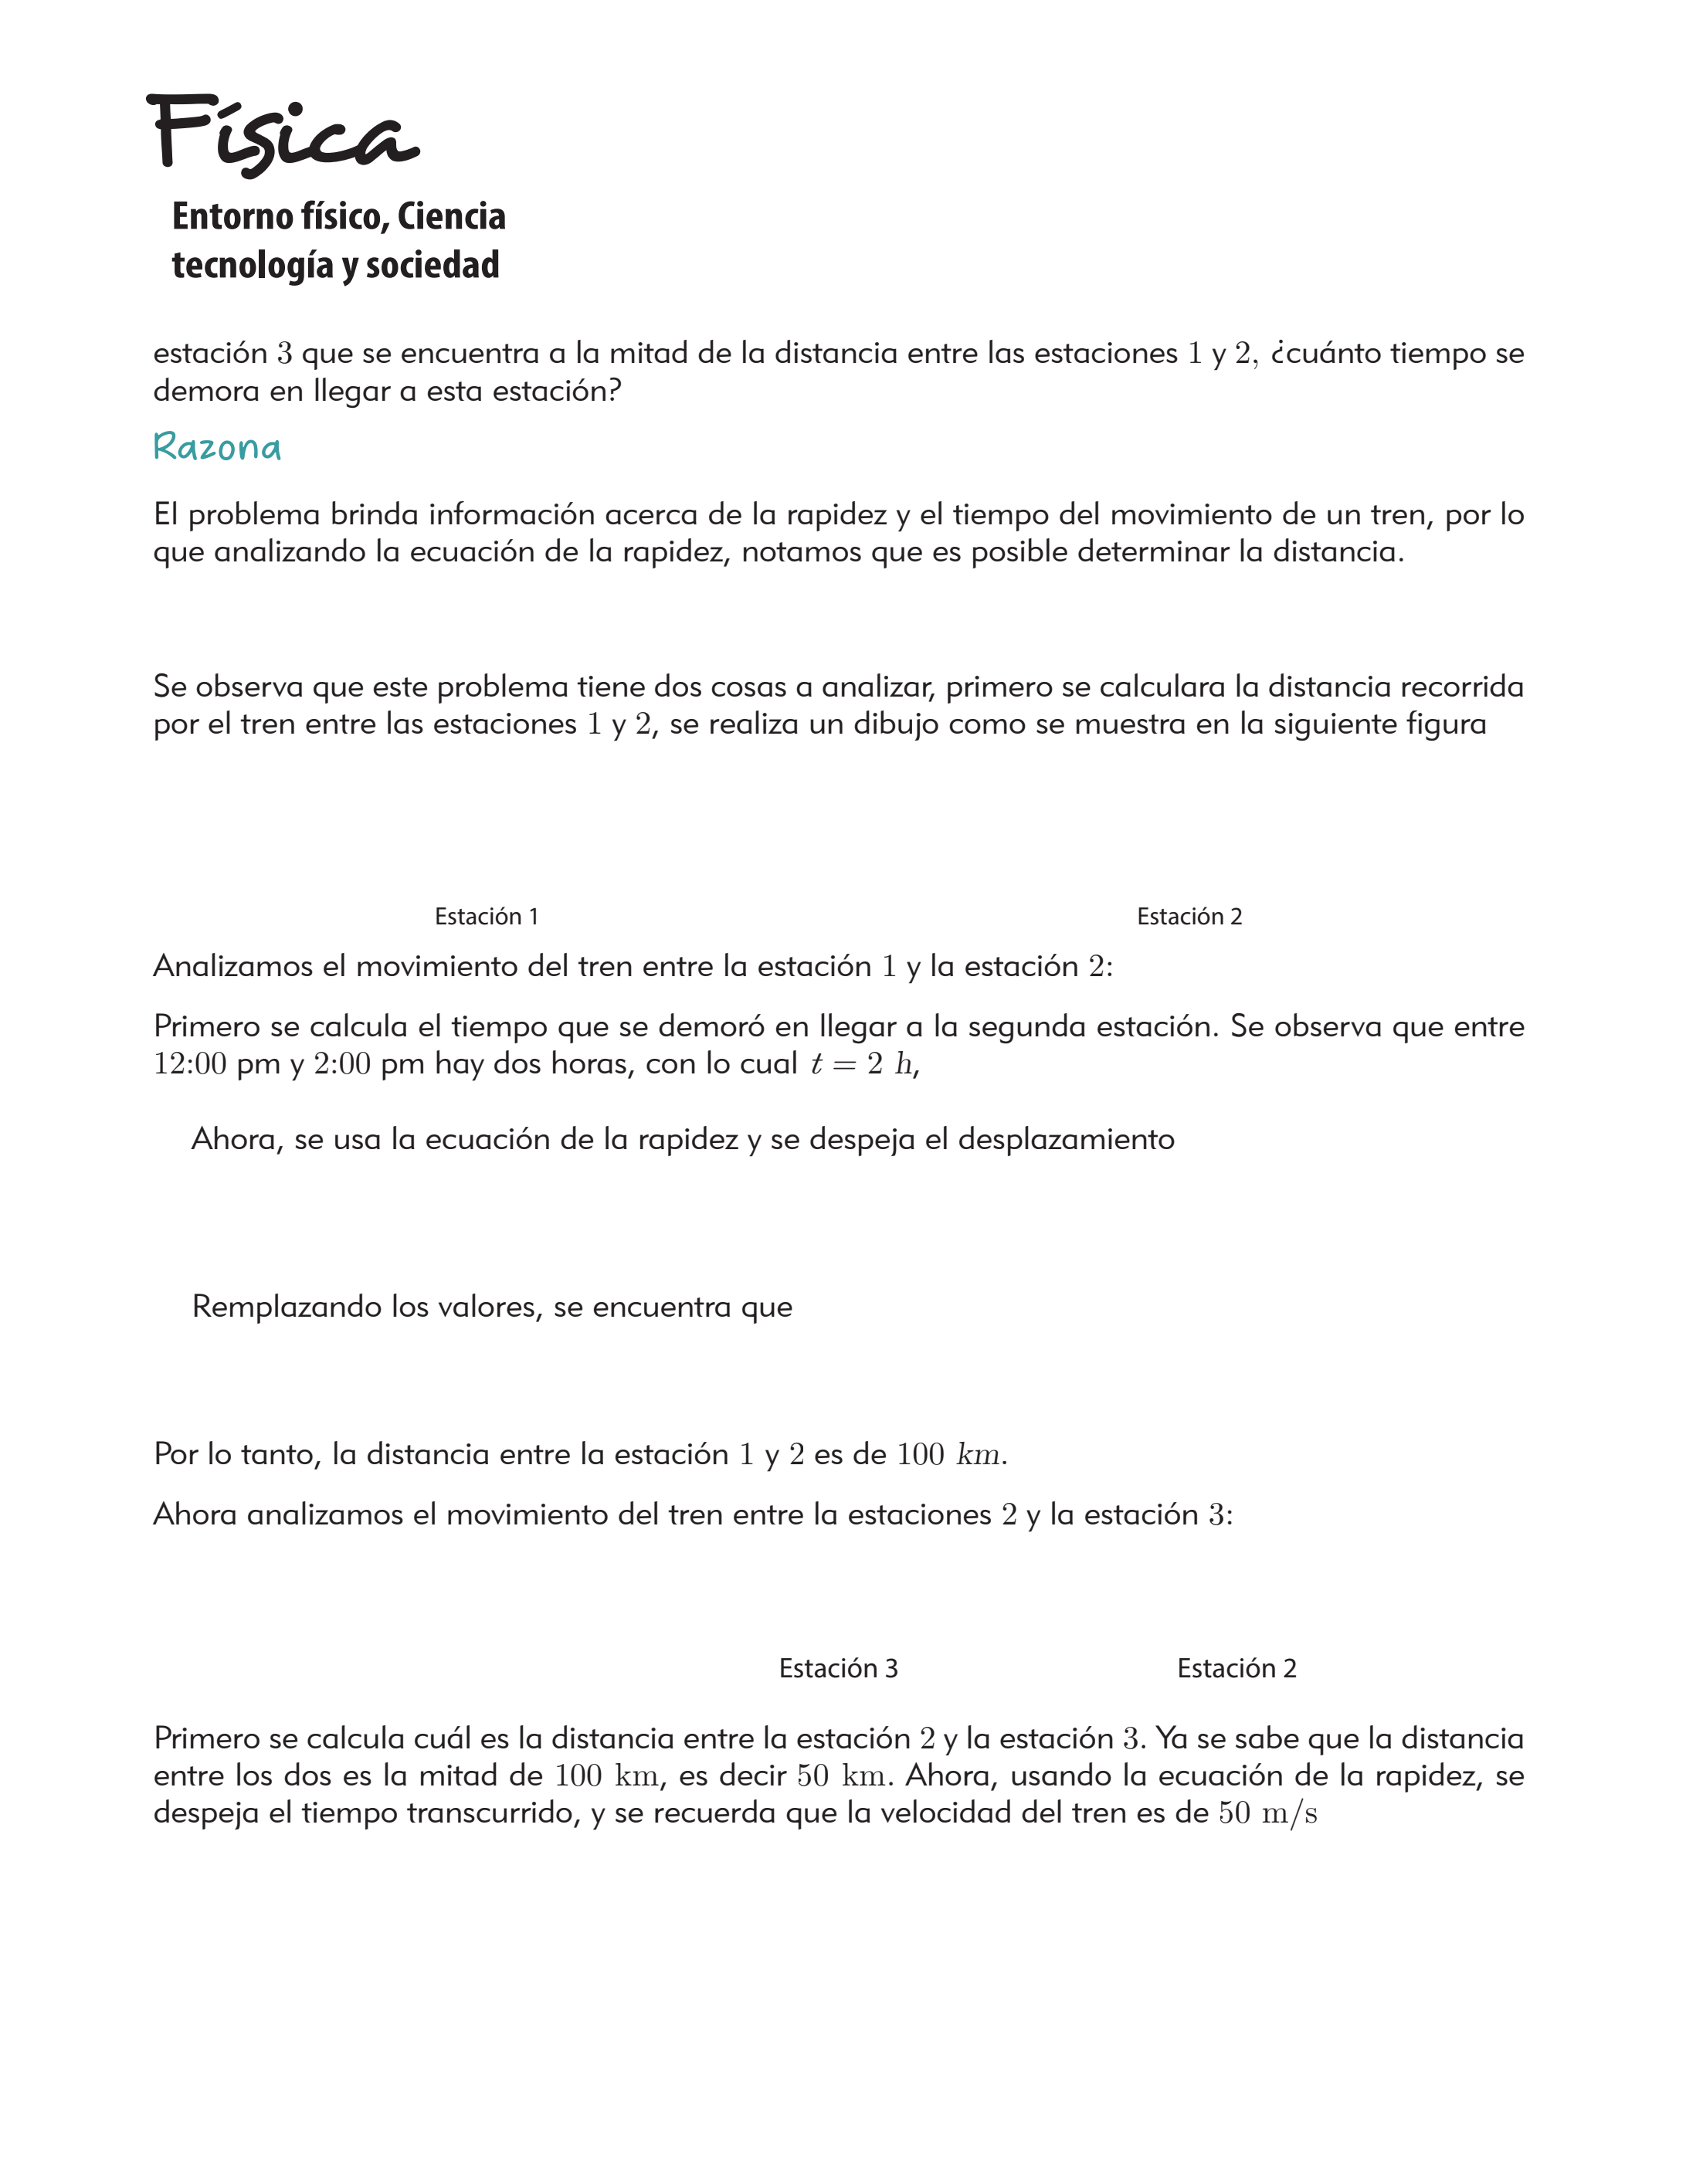 Física
Entorno físico, Ciencia
tecnología y sociedad
estación 3 que se encuentra a la mitad de la distancia entre las estaciones 1 y 2, ¿cuánto tiempo se
demora en llegar a esta estación?
Razona
El problema brinda información acerca de la rapidez y el tiempo del movimiento de un tren, por lo
que analizando la ecuación de la rapidez, notamos que es posible determinar la distancia.
Se observa que este problema tiene dos cosas a analizar, primero se calculara la distancia recorrida
por el tren entre las estaciones 1 y 2, se realiza un dibujo como se muestra en la siguiente figura
Estación 1 Estación 2
Analizamos el movimiento del tren entre la estación 1 y la estación 2:
Primero se calcula el tiempo que se demoró en llegar a la segunda estación. Se observa que entre
12:00 pm y 2:00 pm hay dos horas, con lo cual t = 2 h,
Ahora, se usa la ecuación de la rapidez y se despeja el desplazamiento
Remplazando los valores, se encuentra que
Por lo tanto, la distancia entre la estación 1 y 2 es de 100 km.
Ahora analizamos el movimiento del tren entre la estaciones 2 y la estación 3:
Estación 3 Estación 2
Primero se calcula cuál es la distancia entre la estación 2 y la estación 3. Ya se sabe que la distancia
entre los dos es la mitad de 100 km, es decir 50 km. Ahora, usando la ecuación de la rapidez, se
despeja el tiempo transcurrido, y se recuerda que la velocidad del tren es de 50 m/s